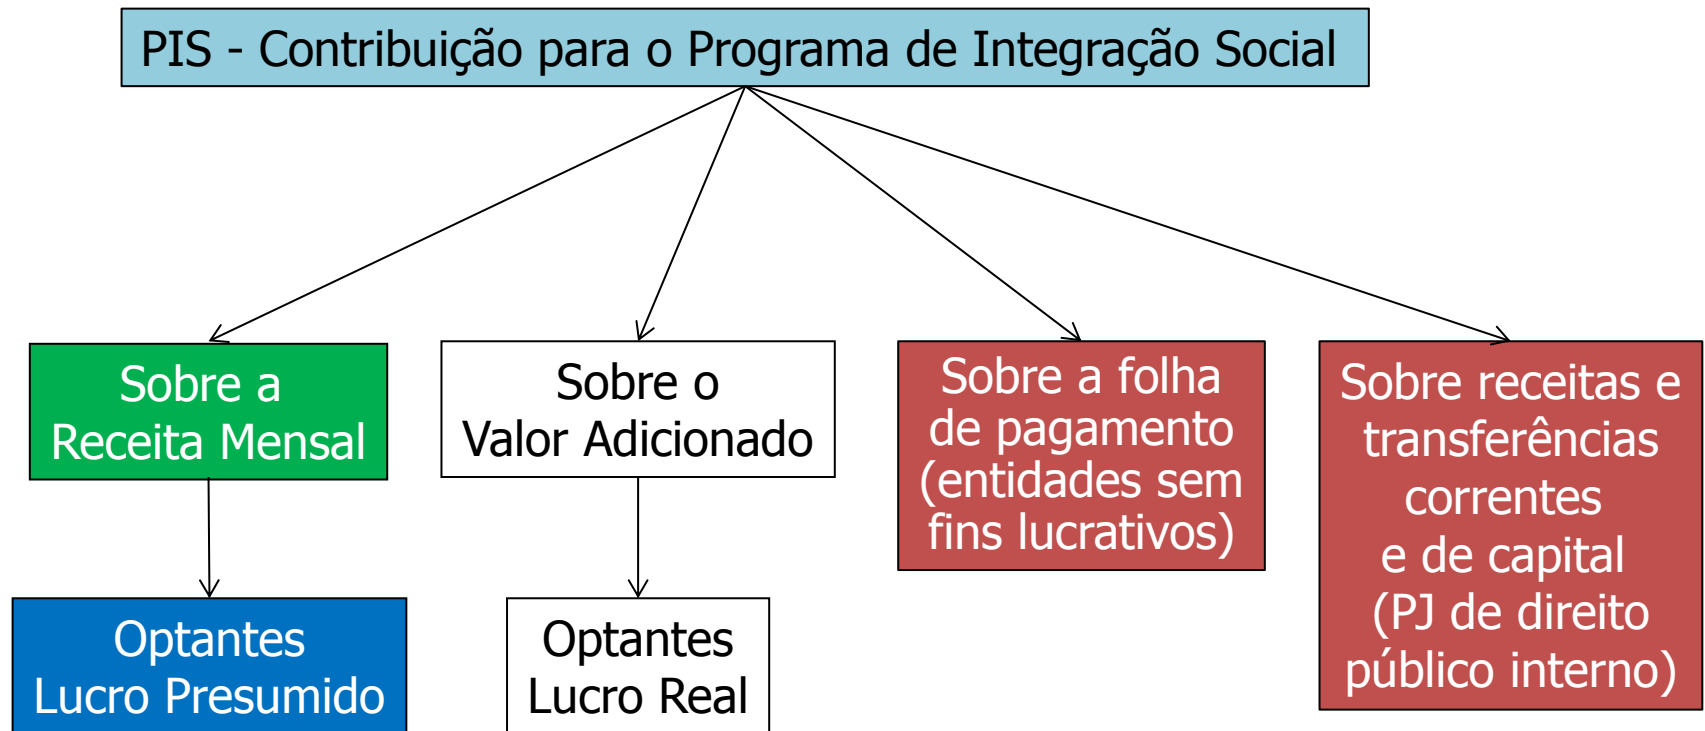 PIS - Contribuição para o Programa de Integração Social
Sobre a
Receita Mensal
Sobre o
Valor Adicionado
Sobre a folha
de pagamento
(entidades sem
fins lucrativos)
Sobre receitas e
transferências
correntes
e de capital
(PJ de direito
público interno)
Optantes
Lucro Presumido
Optantes
Lucro Real